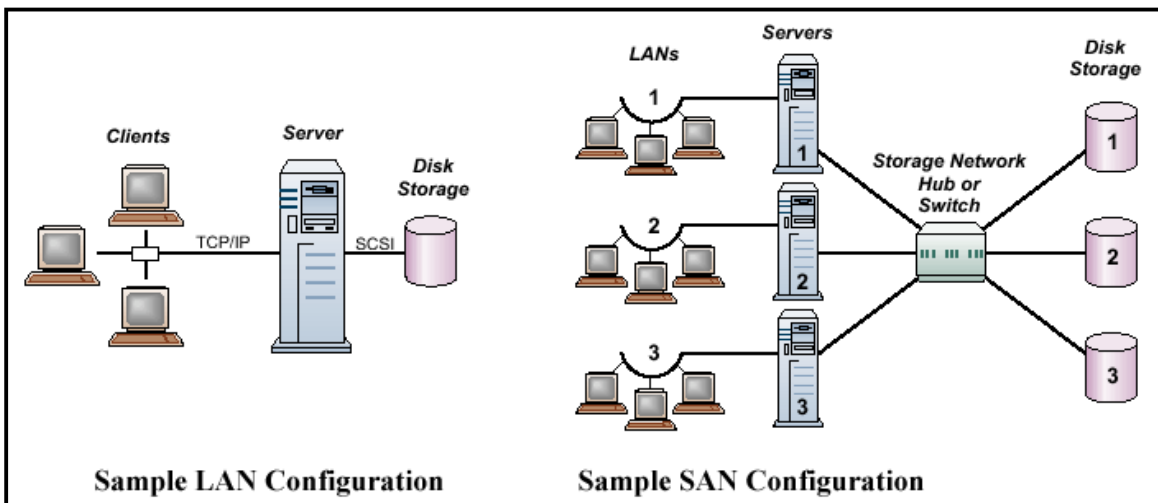 Clients
Server
Disk
Storage
TCP/IP
SCSI
Sample LAN Configuration
LANs
Servers
Disk
Storage
Storage Network
Hub or
Switch
1
1
1
2
2
2
3
3
3
Sample SAN Configuration